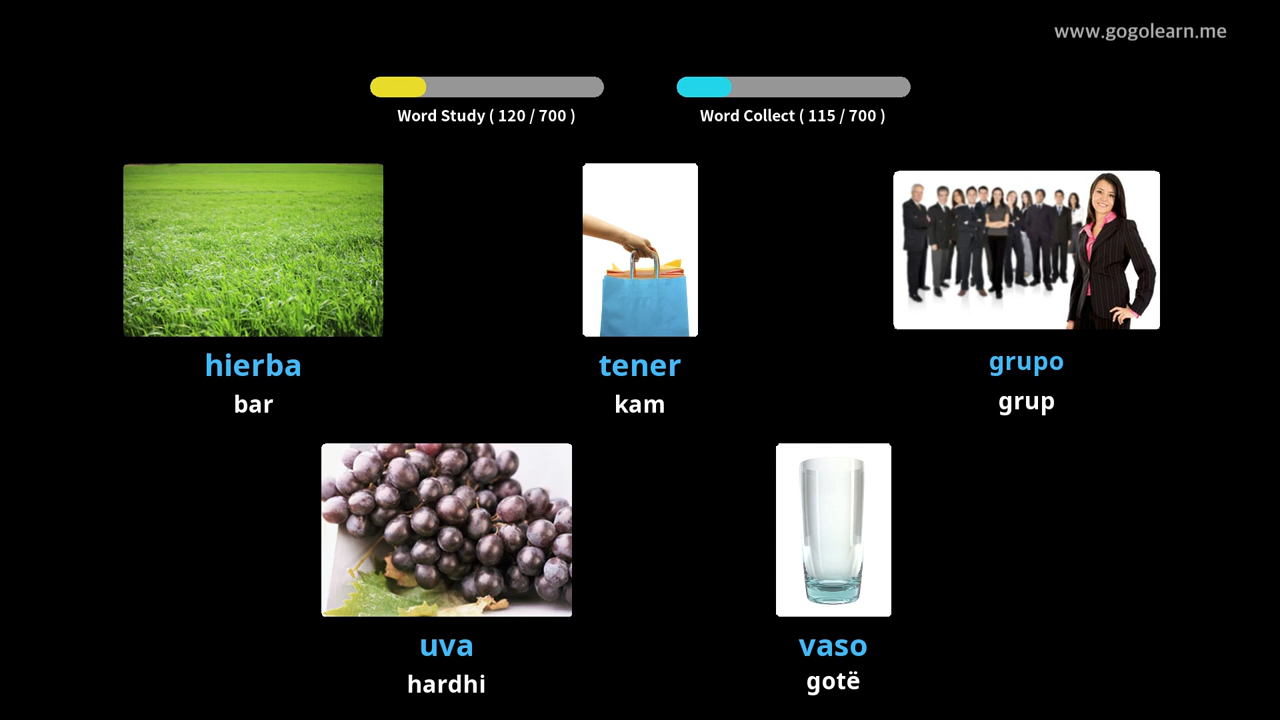 www.gogolearn.me
Word Study ( 120 / 700 )
Word Collect ( 115 / 700 )
hierba
bar
tener
kam
grupo
grup
uva
hardhi
vaso
gotë